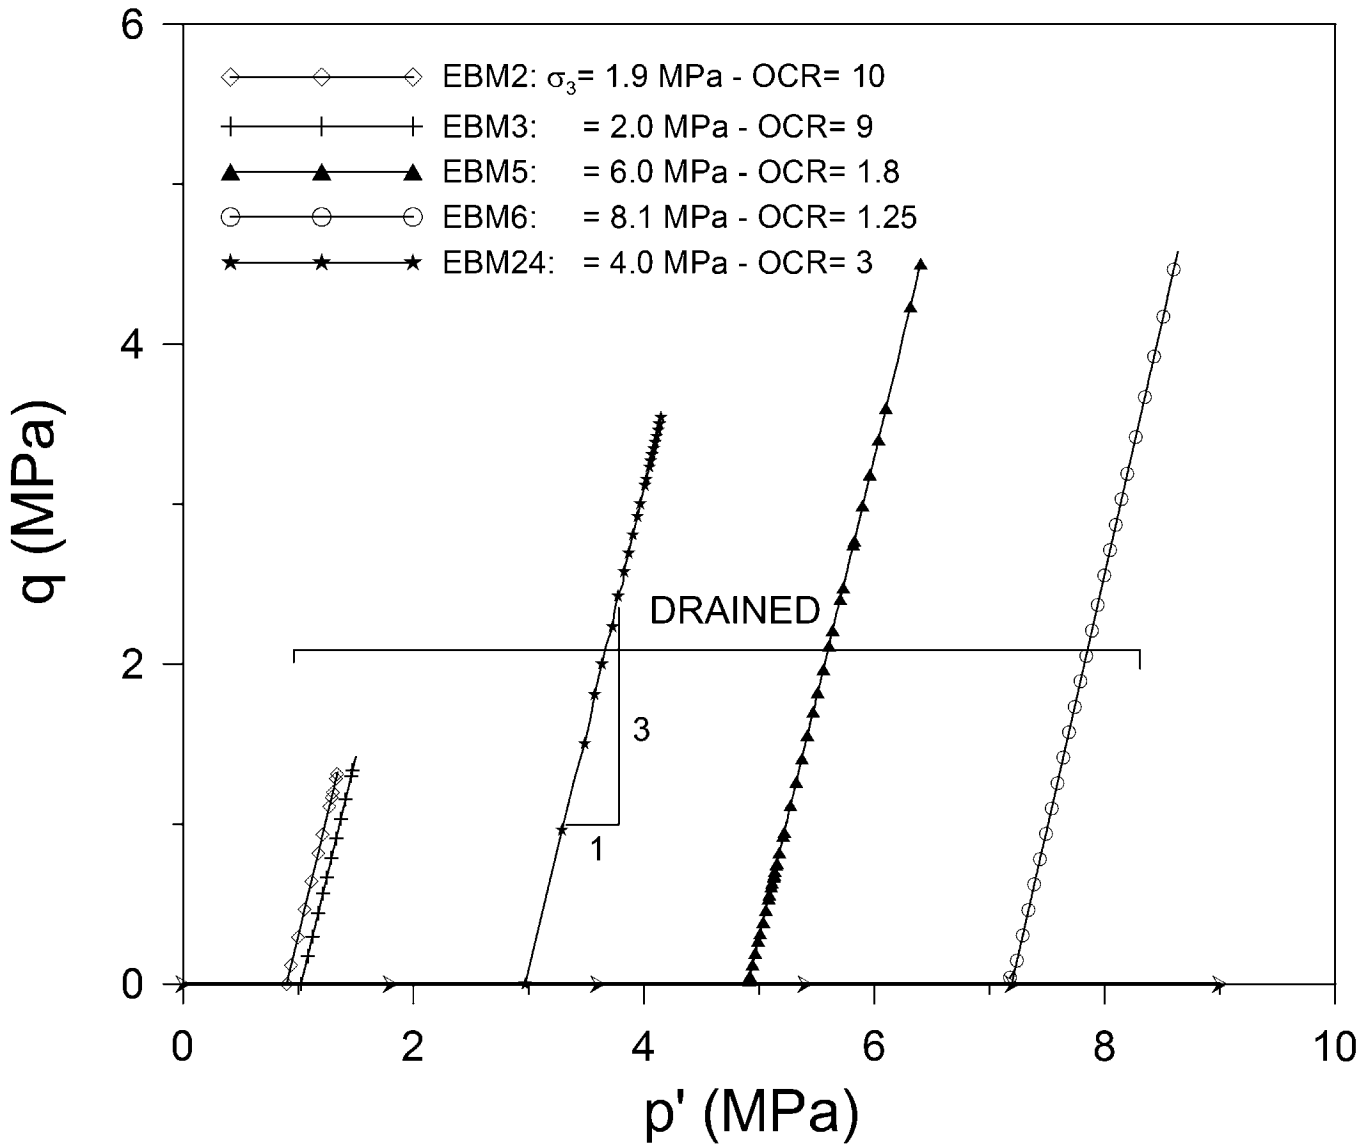 6
EBM2: σ3= 1.9 MPa - OCR= 10
EBM3: = 2.0 MPa - OCR= 9
EBM5: = 6.0 MPa - OCR= 1.8
EBM6: = 8.1 MPa - OCR= 1.25
EBM24: = 4.0 MPa - OCR= 3
4
q (MPa)
DRAINED
2
3
1
0
0 2 4 6 8 10
p' (MPa)